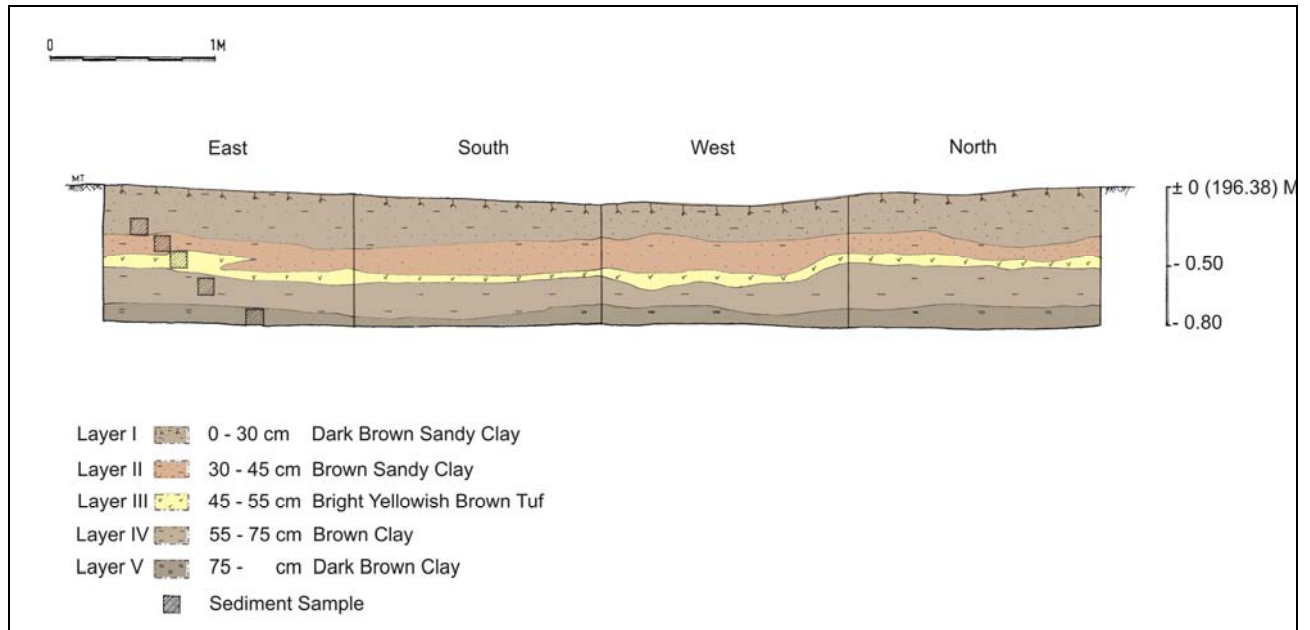 0 1M
East South West North
MT
± 0 (196.38) M
- 0.50
- 0.80
Layer I 0 - 30 cm Dark Brown Sandy Clay
Layer II 30 - 45 cm Brown Sandy Clay
Layer III 45 - 55 cm Bright Yellowish Brown Tuf
Layer IV 55 - 75 cm Brown Clay
Layer V 75 - cm Dark Brown Clay
Sediment Sample